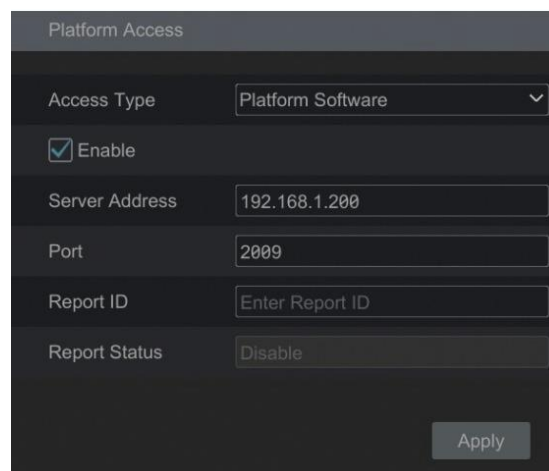 Platform Access
Access Type Platform Software
Enable
Server Address 192.168.1.200
Port 2009
Report ID Enter Report ID
Report Status Disable
Apply